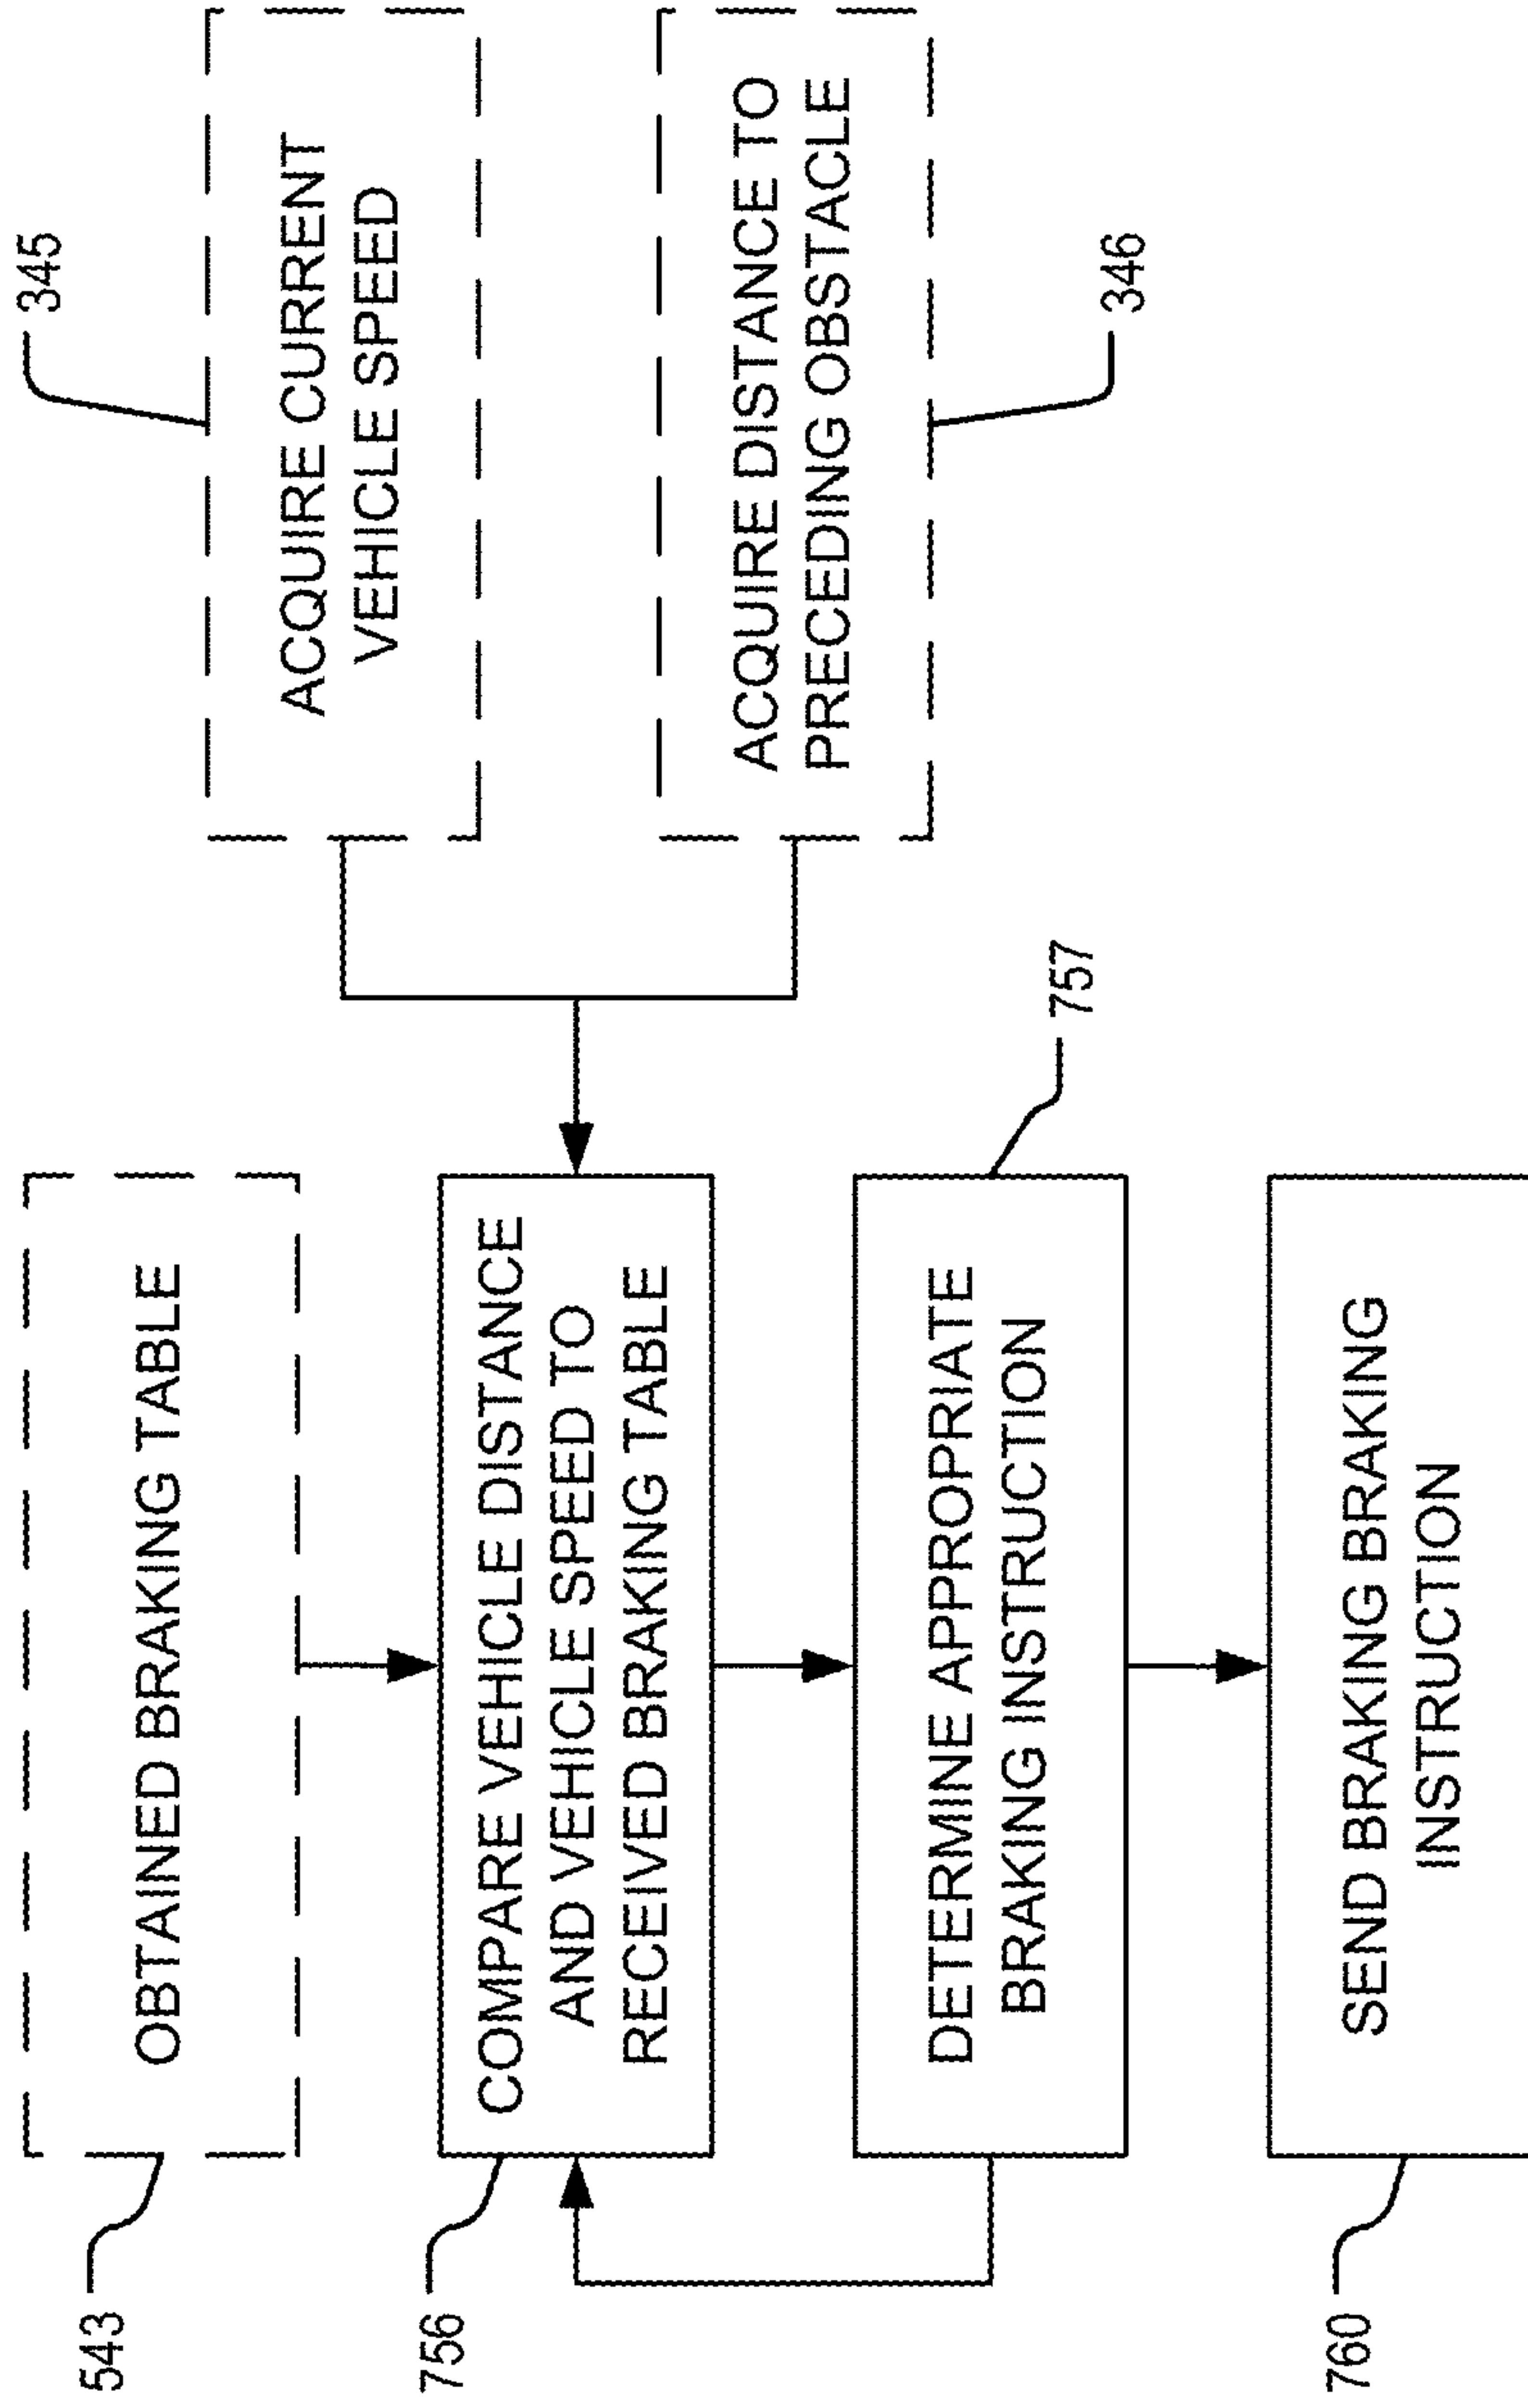 543
OBTAINED BRAKING TABLE
345
ACQUIRE CURRENT
VEHICLE SPEED
756
COMPARE VEHICLE DISTANCE
AND VEHICLE SPEED TO
RECEIVED BRAKING TABLE
ACQUIRE DISTANCE TO
PRECEDING OBSTACLE
346
DETERMINE APPROPRIATE
BRAKING INSTRUCTION
757
760
SEND BRAKING BRAKING
INSTRUCTION